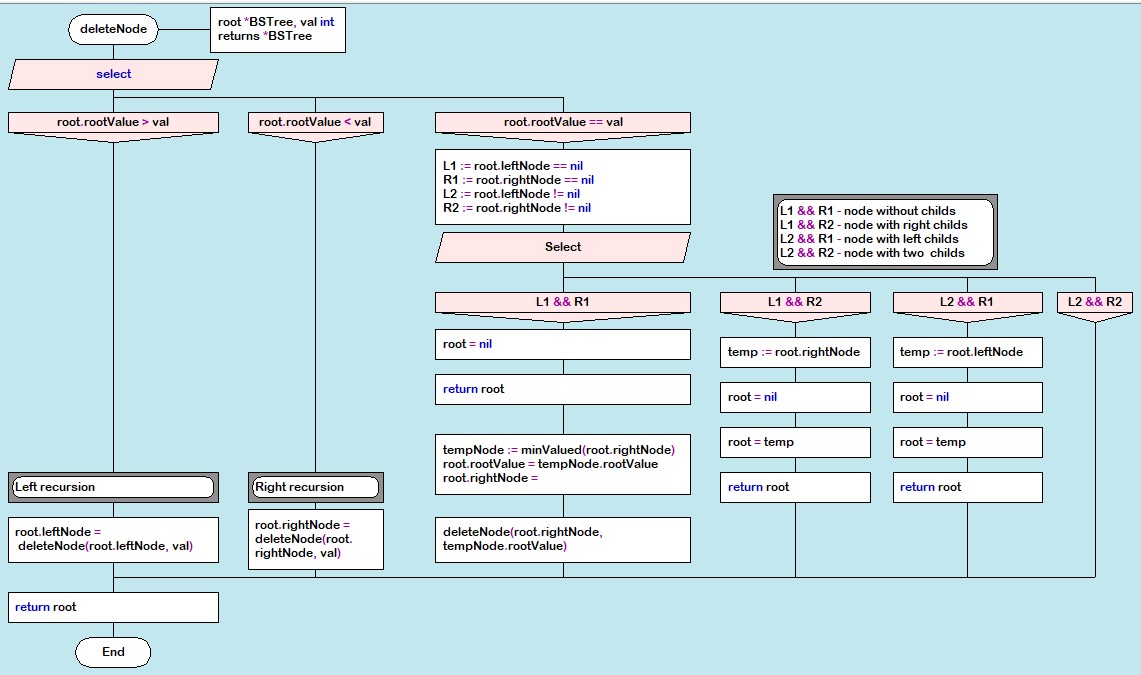 deleteNode
root *BSTree, val int
returns *BSTree
select
root.rootValue > val
root.rootValue < val
root.rootValue == val
L1 := root.leftNode == nil
R1 := root.rightNode == nil
L2 := root.leftNode != nil
R2 := root.rightNode != nil
L1 && R1 - node without childs
L1 && R2 - node with right childs
L2 && R1 - node with left childs
L2 && R2 - node with two  childs
Select
L1 && R1
L1 && R2
L2 && R1
L2 && R2
root = nil
return root
temp := root.rightNode
root = nil
root = temp
return root
temp := root.leftNode
root = nil
root = temp
return root
tempNode := minValued(root.rightNode)
root.rootValue = tempNode.rootValue
root.rightNode =
deleteNode(root.rightNode,
tempNode.rootValue)
Left recursion
root.leftNode =
deleteNode(root.leftNode, val)
Right recursion
root.rightNode =
deleteNode(root.
rightNode, val)
return root
End